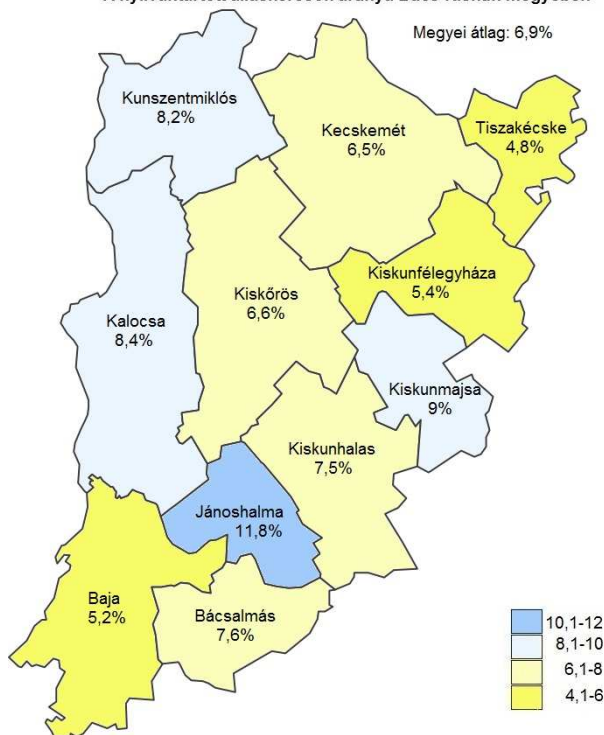 Megyei átlag: 6,9%
Kunszentmiklós
8,2%
Kecskemét
6,5%
Tiszakécske
4,8%
Kiskunfélegyháza
5,4%
Kiskőrös
6,6%
Kalocsa
8,4%
Kiskunmajsa
9%
Kiskunhalas
7,5%
Jánoshalma
11,8%
Baja
5,2%
Bácsalmás
7,6%
10,1-12
8,1-10
6,1-8
4,1-6